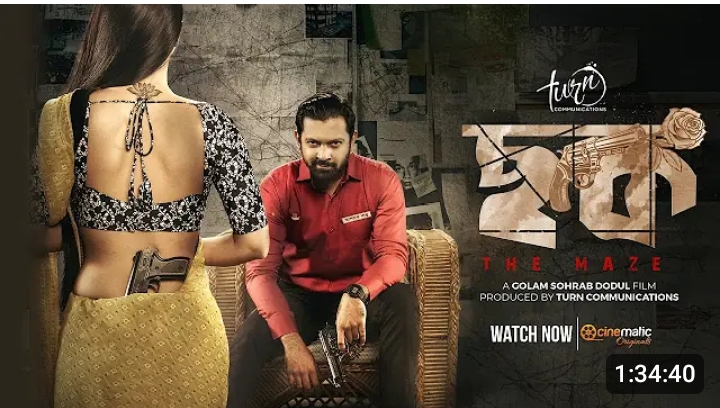 turn
COMMUNICATIONS
ছক
THE MAZE
A GOLAM SOHRAB DODUL FILM
PRODUCED BY TURN COMMUNICATIONS
WATCH NOW cinematic
Originals
1:34:40